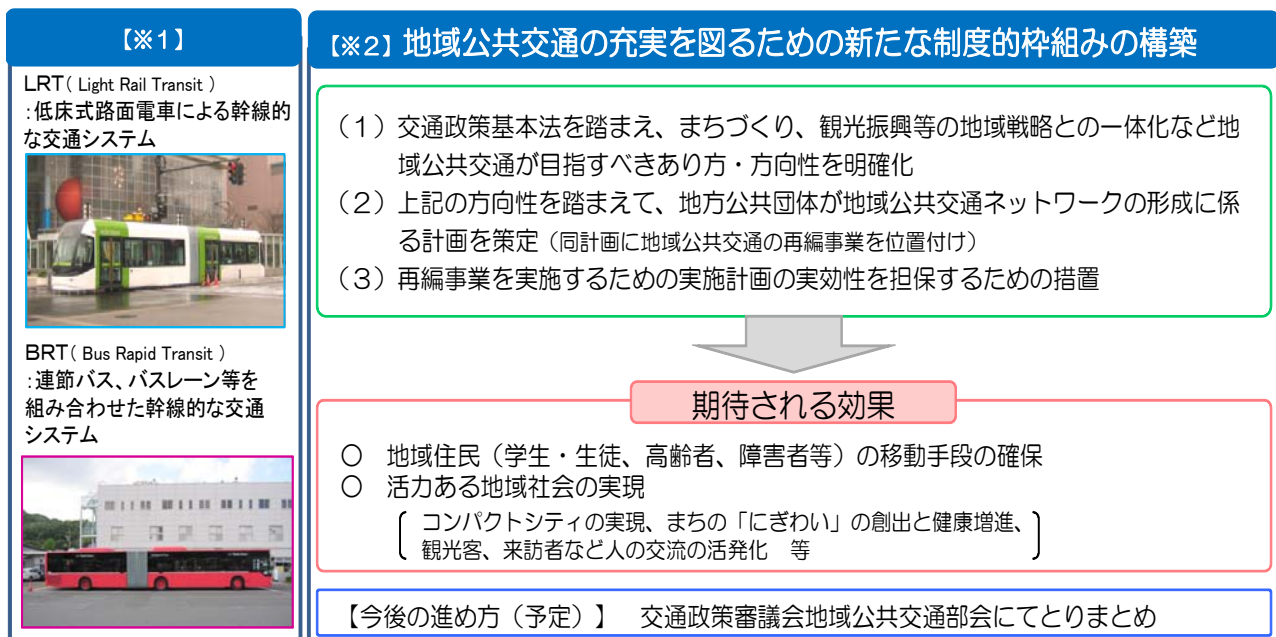 【※1】
LRT( Light Rail Transit )
:低床式路面電車による幹線的
な交通システム
BRT( Bus Rapid Transit )
:連節バス、バスレーン等を
組み合わせた幹線的な交通
システム
【※2】地域公共交通の充実を図るための新たな制度的枠組みの構築
（1）交通政策基本法を踏まえ、まちづくり、観光振興等の地域戦略との一体化など地
域公共交通が目指すべきあり方・方向性を明確化
（2）上記の方向性を踏まえて、地方公共団体が地域公共交通ネットワークの形成に係
る計画を策定（同計画に地域公共交通の再編事業を位置付け）
（3）再編事業を実施するための実施計画の実効性を担保するための措置
期待される効果
○　地域住民（学生・生徒、高齢者、障害者等）の移動手段の確保
○　活力ある地域社会の実現
コンパクトシティの実現、まちの「にぎわい」の創出と健康増進、
観光客、来訪者など人の交流の活発化　等
【今後の進め方（予定）】　交通政策審議会地域公共交通部会にてとりまとめ